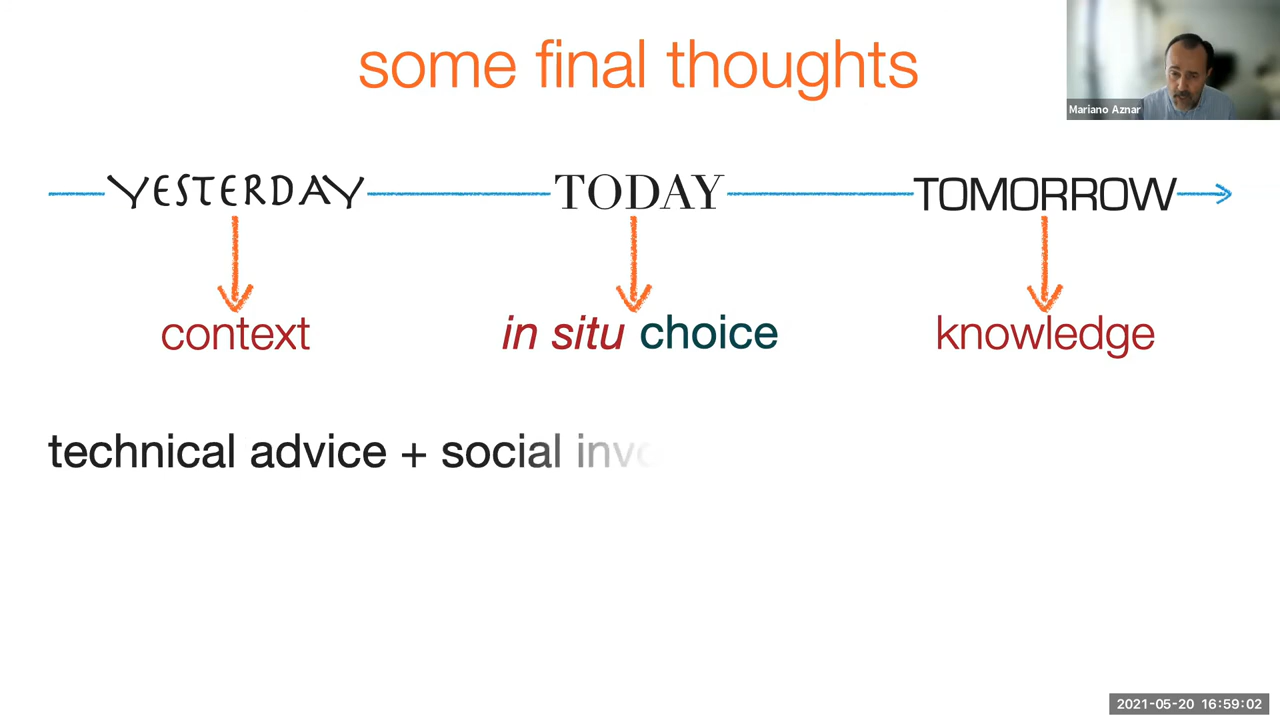 some final thoughts
Mariano Aznar
YESTERDAY TODAY TOMORROW
context in situ choice knowledge
technical advice + social
2021-05-20 16:59:02